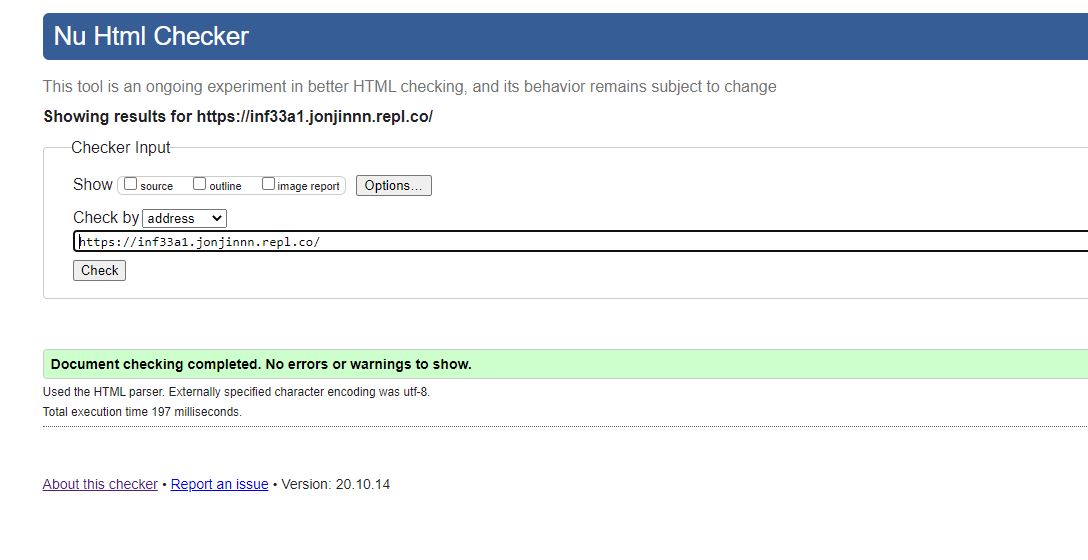 Nu Html Checker
This tool is an ongoing experiment in better HTML checking, and its behavior remains subject to change
Showing results for https://inf33a1.jonjinnn.repl.co/
Checker Input
Show source outline image report Options...
Check by address
https://inf33a1.jonjinnn.repl.co/
Check
Document checking completed. No errors or warnings to show.
Used the HTML parser. Externally specified character encoding was utf-8.
Total execution time 197 milliseconds.
About this checker • Report an issue • Version: 20.10.14